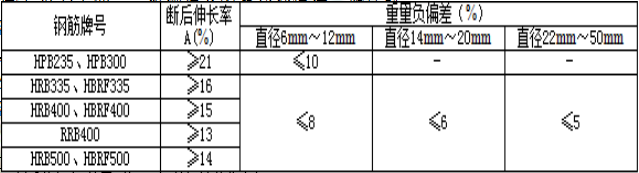 钢筋牌号 断后伸长率A(%) 重量负偏差(%)
直径6mm～12mm 直径14mm～20mm 直径22mm～50mm
HPB235、HPB300 ⩾21 ⩽10 - -
HRB335、HBRF335 ⩾16
HRB400、HBRF400 ⩾15
RRB400 ⩾13
HRB500、HBRF500 ⩾14
⩽8 ⩽6 ⩽5